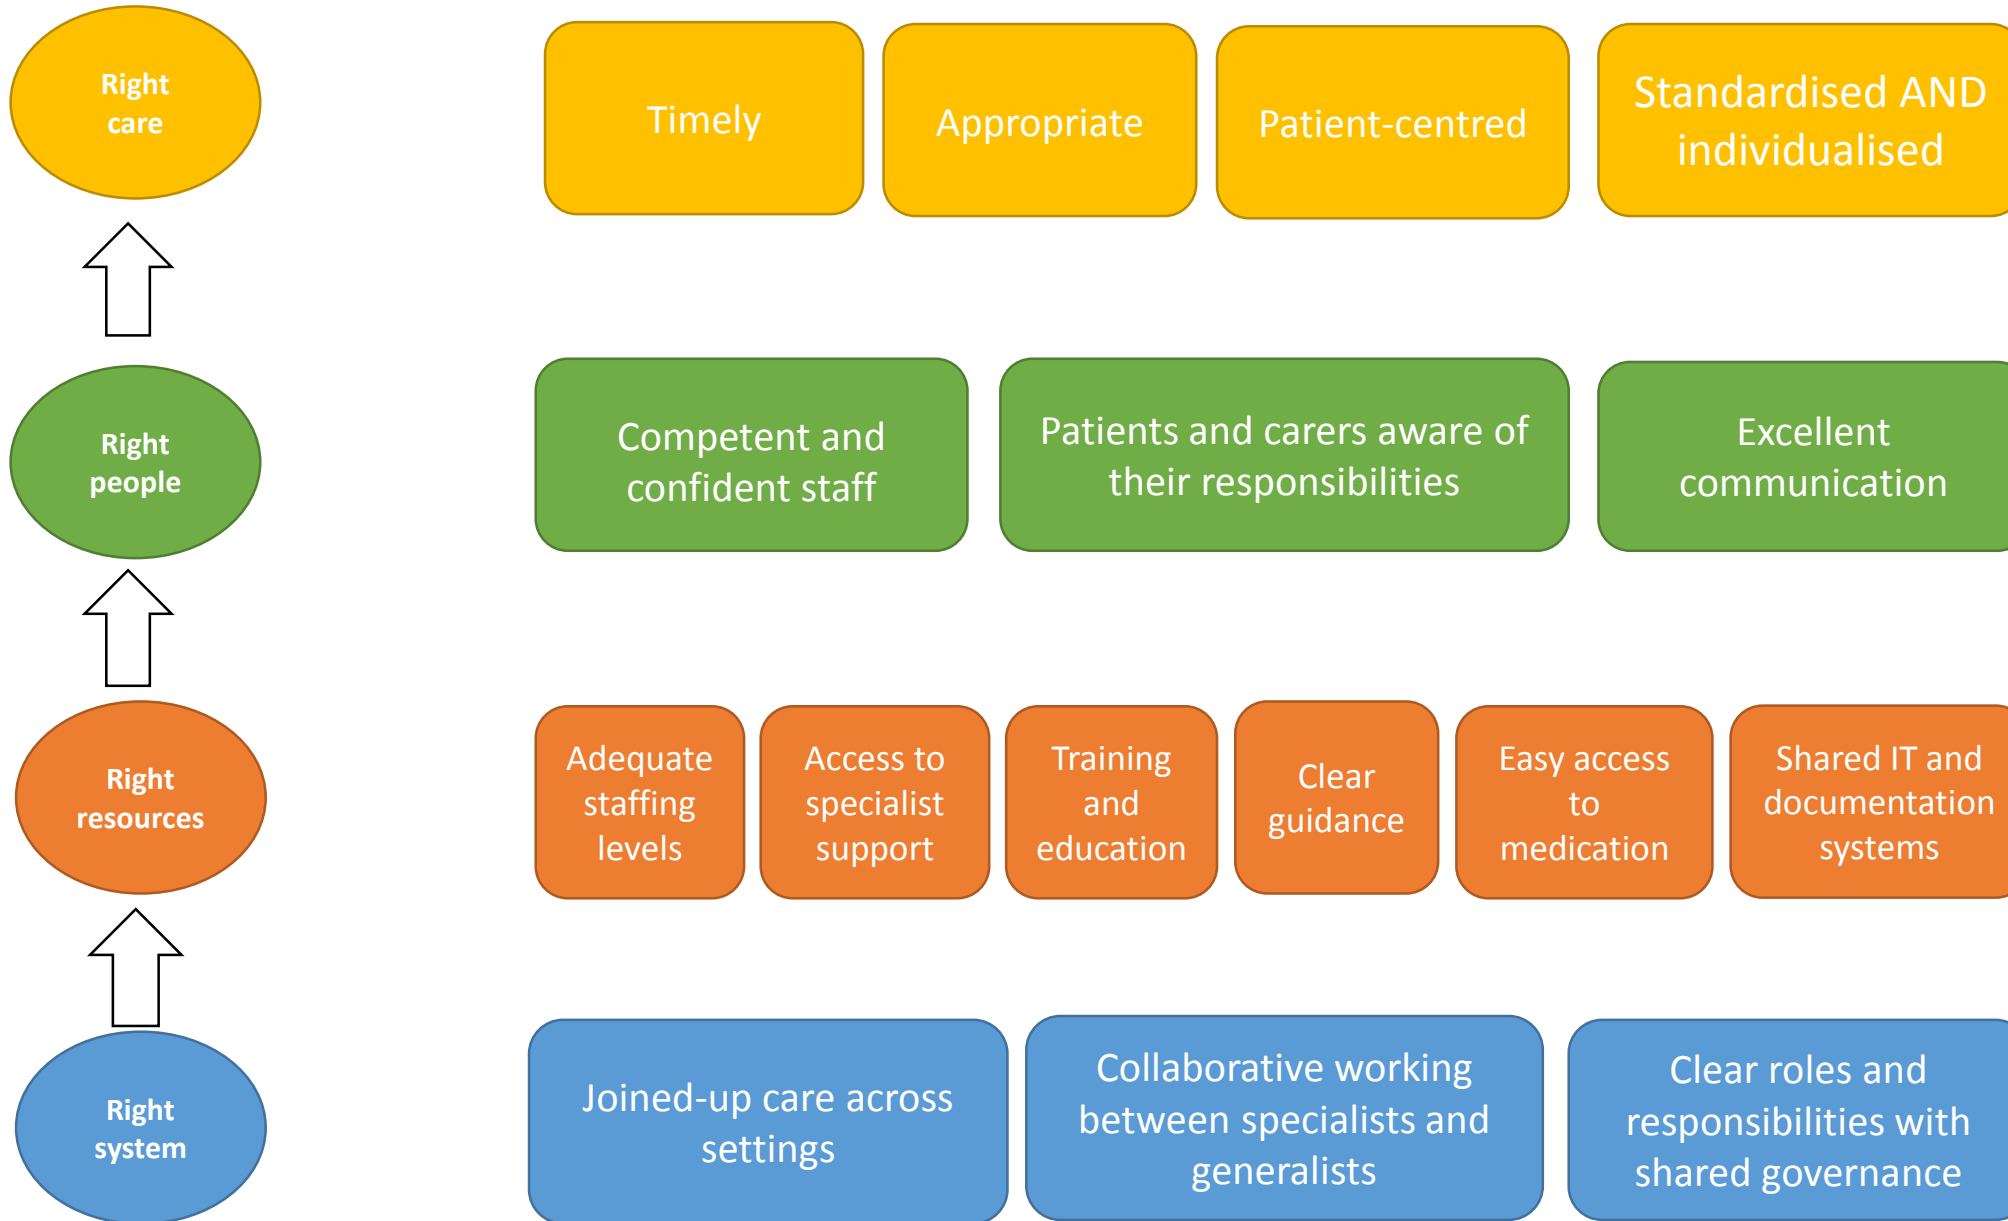 Right
care
Timely
Appropriate
Patient-centred
Standardised AND
individualised
Right
people
Competent and
confident staff
Patients and carers aware of
their responsibilities
Excellent
communication
Right
resources
Adequate
staffing
levels
Access to
specialist
support
Training
and
education
Clear
guidance
Easy access
to
medication
Shared IT and
documentation
systems
Right
system
Joined-up care across
settings
Collaborative working
between specialists and
generalists
Clear roles and
responsibilities with
shared governance